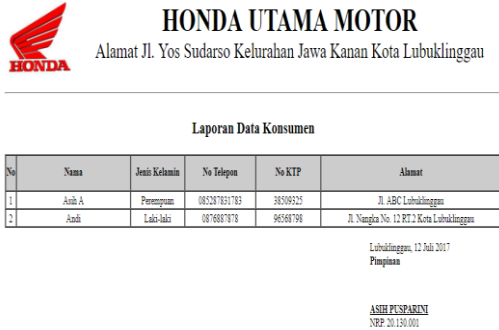 HONDA UTAMA MOTOR
Alamat Jl. Yos Sudarso Kelurahan Jawa Kanan Kota Lubuklinggau
HONDA
Laporan Data Konsumen
No Nama Jenis Kelamin No Telepon No KTP Alamat
1 Asih A Perempuan 085287831783 38509325 Jl. ABC Lubuklinggau
2 Andi Laki-laki 0876887878 96568798 Jl. Nangka No. 12 RT.2 Kota Lubuklinggau
Lubuklinggau, 12 Juli 2017
Pimpinan
ASIH PUSPARINI
NRP. 20.130.001